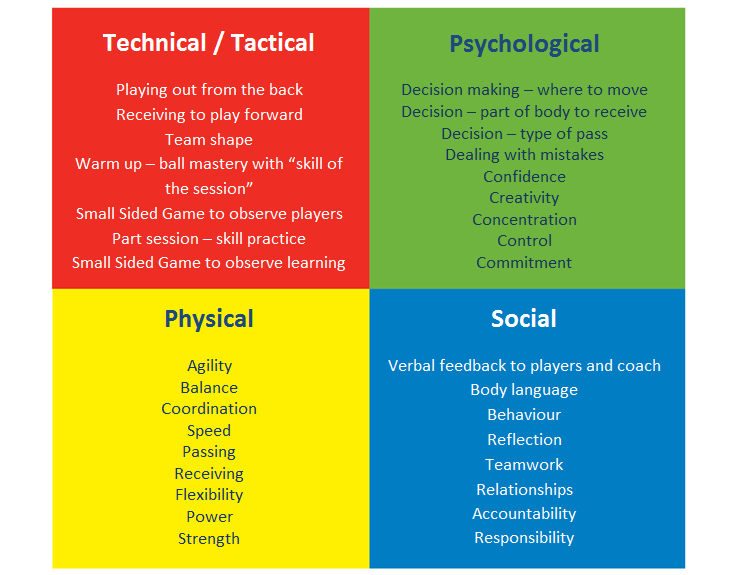 Technical / Tactical
Playing out from the back
Receiving to play forward
Team shape
Warm up – ball mastery with “skill of
the session”
Small Sided Game to observe players
Part session – skill practice
Small Sided Game to observe learning
Psychological
Decision making – where to move
Decision – part of body to receive
Decision – type of pass
Dealing with mistakes
Confidence
Creativity
Concentration
Control
Commitment
Physical
Agility
Balance
Coordination
Speed
Passing
Receiving
Flexibility
Power
Strength
Social
Verbal feedback to players and coach
Body language
Behaviour
Reflection
Teamwork
Relationships
Accountability
Responsibility